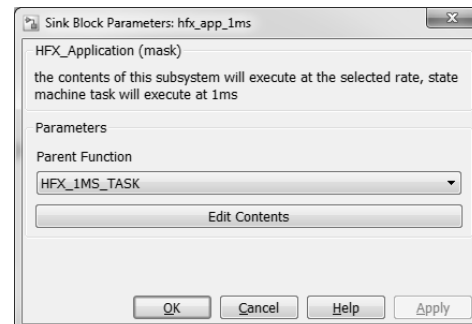 Sink Block Parameters: hfx_app_1ms
HFX_Application (mask)
the contents of this subsystem will execute at the selected rate, state
machine task will execute at 1ms
Parameters
Parent Function
HFX_1MS_TASK
Edit Contents
OK Cancel Help Apply